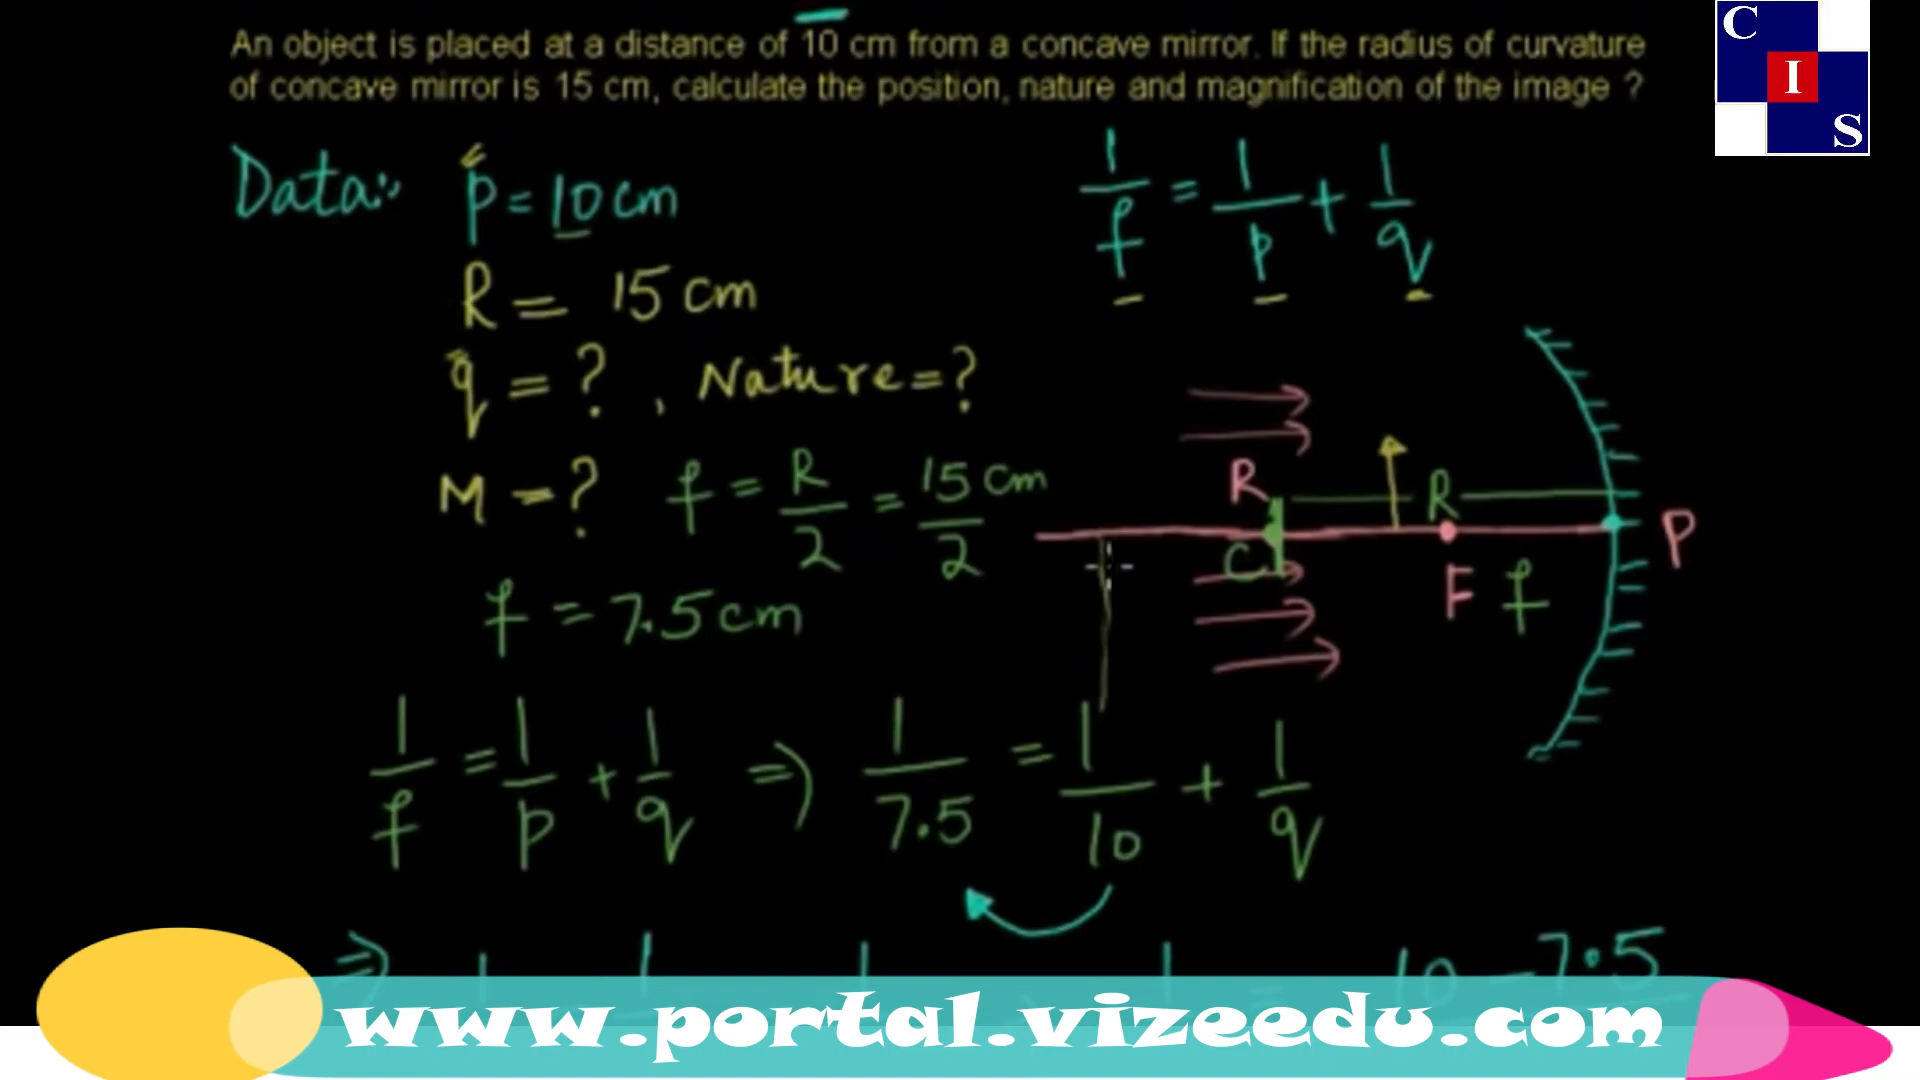 An object is placed at a distance of 10 cm from a concave mirror. If the radius of curvature
of concave mirror is 15 cm, calculate the position, nature and magnification of the image ?
C
I
S
Data:
p = 10 cm
1/f = 1/p + 1/q
R = 15 cm
q = ? , Nature = ?
M = ?
f = R/2 = 15 cm/2
R
R
P
C
F
f
f = 7.5 cm
1/f = 1/p + 1/q ⇒ 1/7.5 = 1/10 + 1/q
⇒ 10 - 7.5
www.portal.vizeedu.com